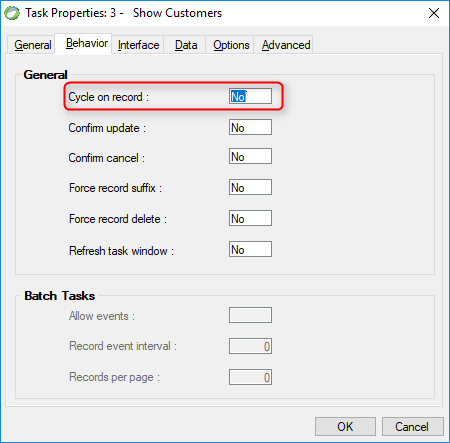 Task Properties: 3 - Show Customers
General Behavior Interface Data Options Advanced
General
Cycle on record : No
Confirm update : No
Confirm cancel : No
Force record suffix : No
Force record delete : No
Refresh task window : No
Batch Tasks
Allow events :
Record event interval : 0
Records per page : 0
OK Cancel